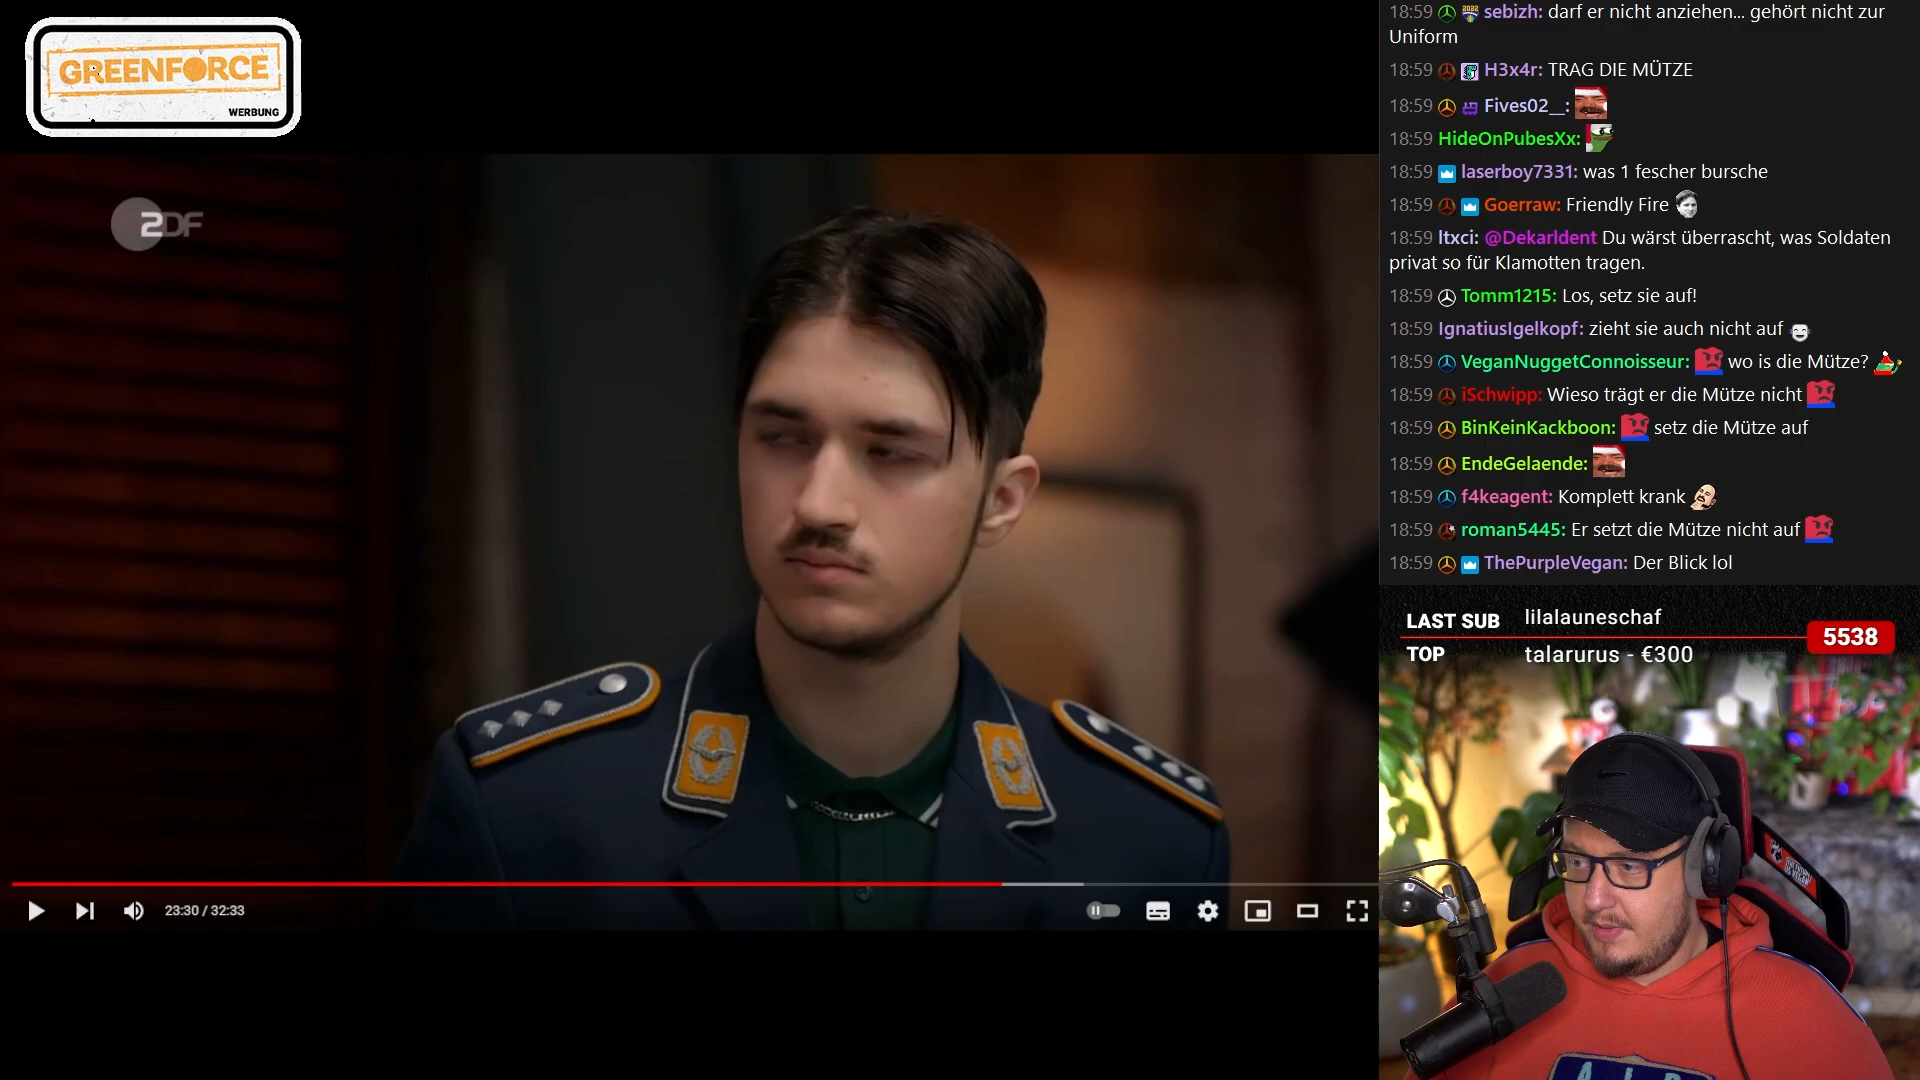 GREENFORCE
WERBUNG
ZDF
23:30 / 32:33
18:59 sebizh: darf er nicht anziehen... gehört nicht zur
Uniform
18:59 H3x4r: TRAG DIE MÜTZE
18:59 Fives02__:
18:59 HideOnPubesXx:
18:59 laserboy7331: was 1 fescher bursche
18:59 Goerraw: Friendly Fire
18:59 ltxci: @Dekarldent Du wärst überrascht, was Soldaten
privat so für Klamotten tragen.
18:59 Tomm1215: Los, setz sie auf!
18:59 IgnatiusIgelkopf: zieht sie auch nicht auf
18:59 VeganNuggetConnoisseur: wo is die Mütze?
18:59 iSchwipp: Wieso trägt er die Mütze nicht
18:59 BinKeinKackboon: setz die Mütze auf
18:59 EndeGelaende:
18:59 f4keagent: Komplett krank
18:59 roman5445: Er setzt die Mütze nicht auf
18:59 ThePurpleVegan: Der Blick lol
LAST SUB lilalauneschaf
5538
TOP talarurus - €300